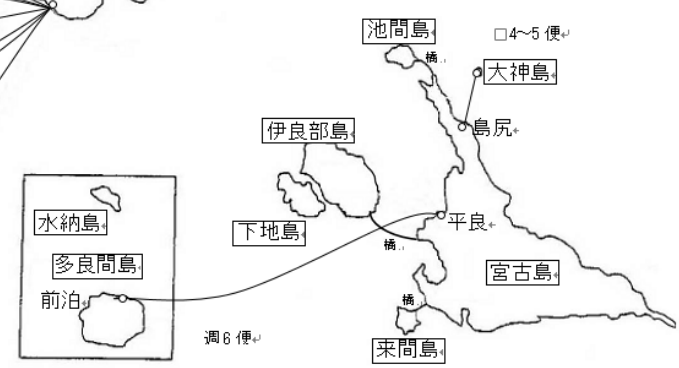 池間島
□4～5便
橋
大神島
島尻
伊良部島
水納島
下地島
平良
橋
多良間島
宮古島
前泊
橋
調6便
来間島